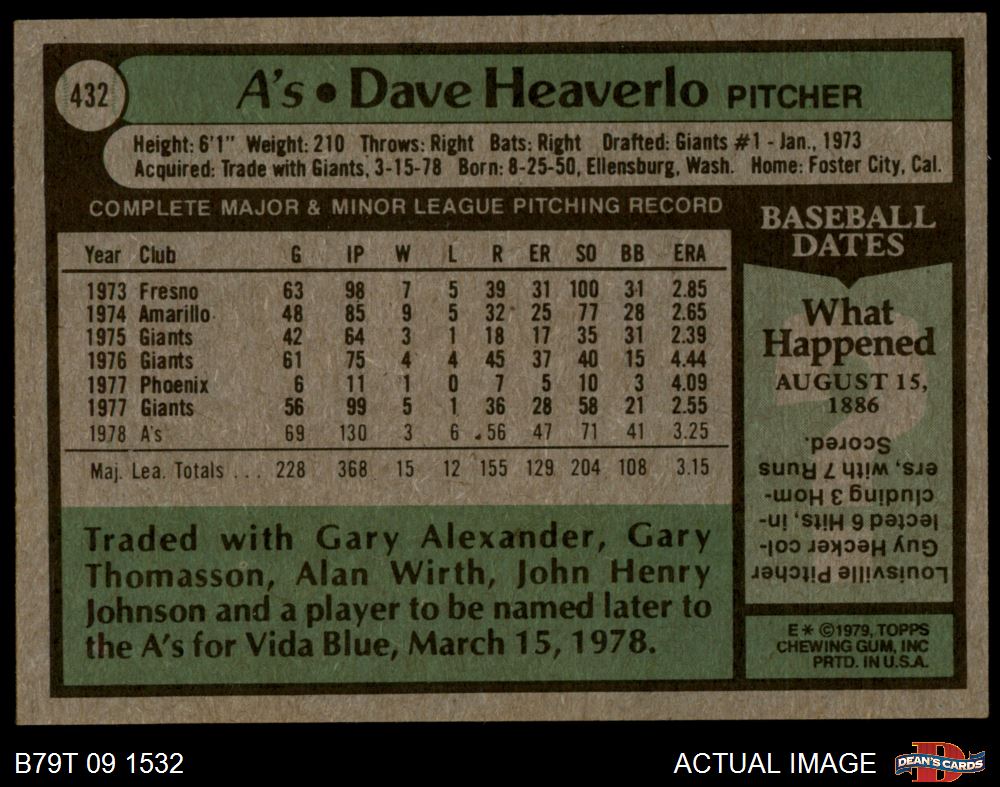 432
A's • Dave Heaverlo PITCHER
Height: 6'1" Weight: 210 Throws: Right Bats: Right Drafted: Giants #1 - Jan., 1973
Acquired: Trade with Giants, 3-15-78 Born: 8-25-50, Ellensburg, Wash. Home: Foster City, Cal.
COMPLETE MAJOR & MINOR LEAGUE PITCHING RECORD
Year Club G IP W L R ER SO BB ERA
1973 Fresno 63 98 7 5 39 31 100 31 2.85
1974 Amarillo 48 85 9 5 32 25 77 28 2.65
1975 Giants 42 64 3 1 18 17 35 31 2.39
1976 Giants 61 75 4 4 45 37 40 15 4.44
1977 Phoenix 6 11 1 0 7 5 10 3 4.09
1977 Giants 56 99 5 1 36 28 58 21 2.55
1978 A's 69 130 3 6 56 47 71 41 3.25
Maj. Lea. Totals ... 228 368 15 12 155 129 204 108 3.15
Traded with Gary Alexander, Gary
Thomasson, Alan Wirth, John Henry
Johnson and a player to be named later to
the A's for Vida Blue, March 15, 1978.
BASEBALL
DATES
What
Happened
AUGUST 15,
1886
Louisville Pitcher
Guy Hecker col-
lected 6 Hits, in-
cluding 3 Hom-
ers, with 7 Runs
Scored.
E* ©1979, TOPPS
CHEWING GUM, INC
PRTD. IN U.S.A.
B79T 09 1532
ACTUAL IMAGE
D
DEAN'S CARDS